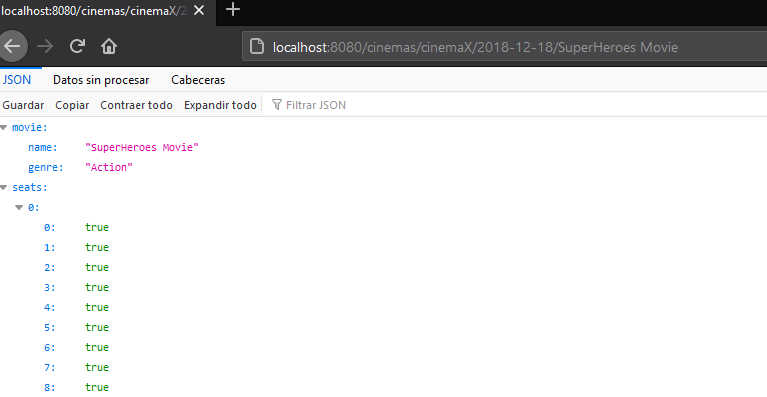 localhost:8080/cinemas/cinemaX/2
localhost:8080/cinemas/cinemaX/2018-12-18/SuperHeroes Movie
JSON Datos sin procesar Cabeceras
Guardar Copiar Contraer todo Expandir todo Filtrar JSON
movie:
name: "SuperHeroes Movie"
genre: "Action"
seats:
0:
0: true
1: true
2: true
3: true
4: true
5: true
6: true
7: true
8: true